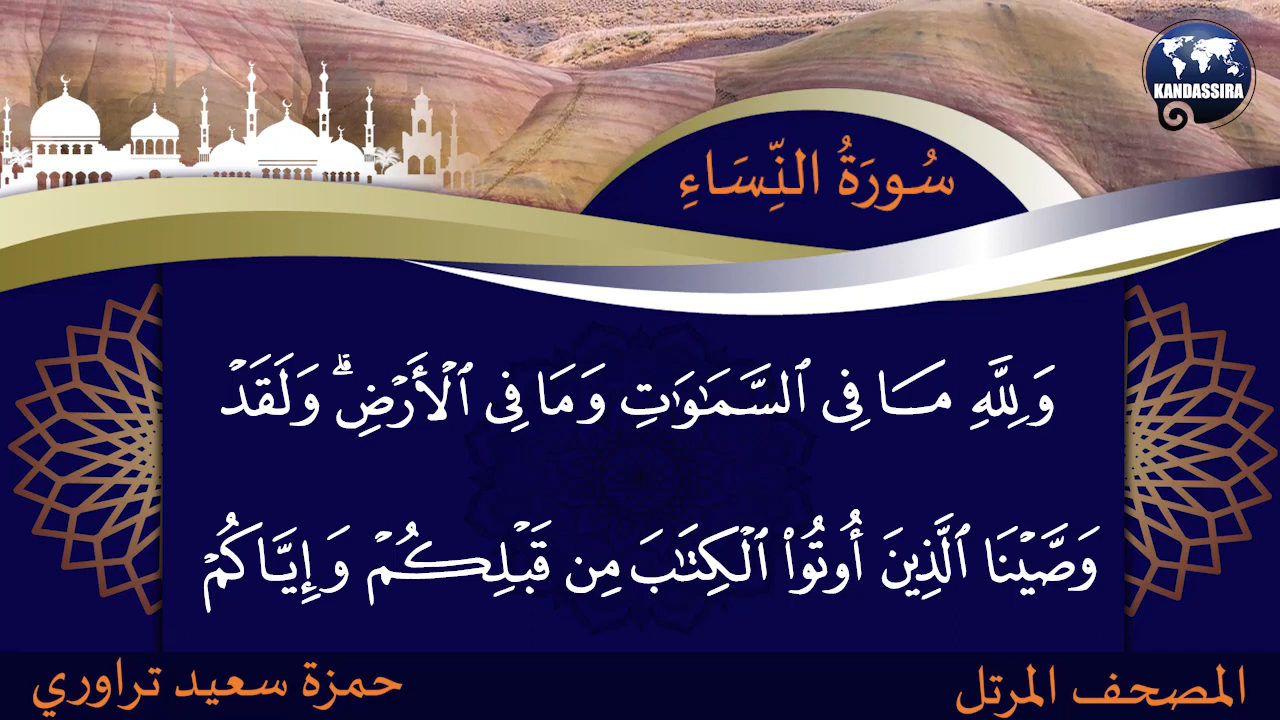 KANDASSIRA
سُورَةُ النِّسَاءِ
وَلِلَّهِ مَا فِى ٱلسَّمَٰوَٰتِ وَمَا فِى ٱلْأَرْضِ ۗ وَلَقَدْ
وَصَّيْنَا ٱلَّذِينَ أُوتُوا۟ ٱلْكِتَٰبَ مِن قَبْلِكُمْ وَإِيَّاكُمْ
المصحف المرتل
حمزة سعيد تراوري